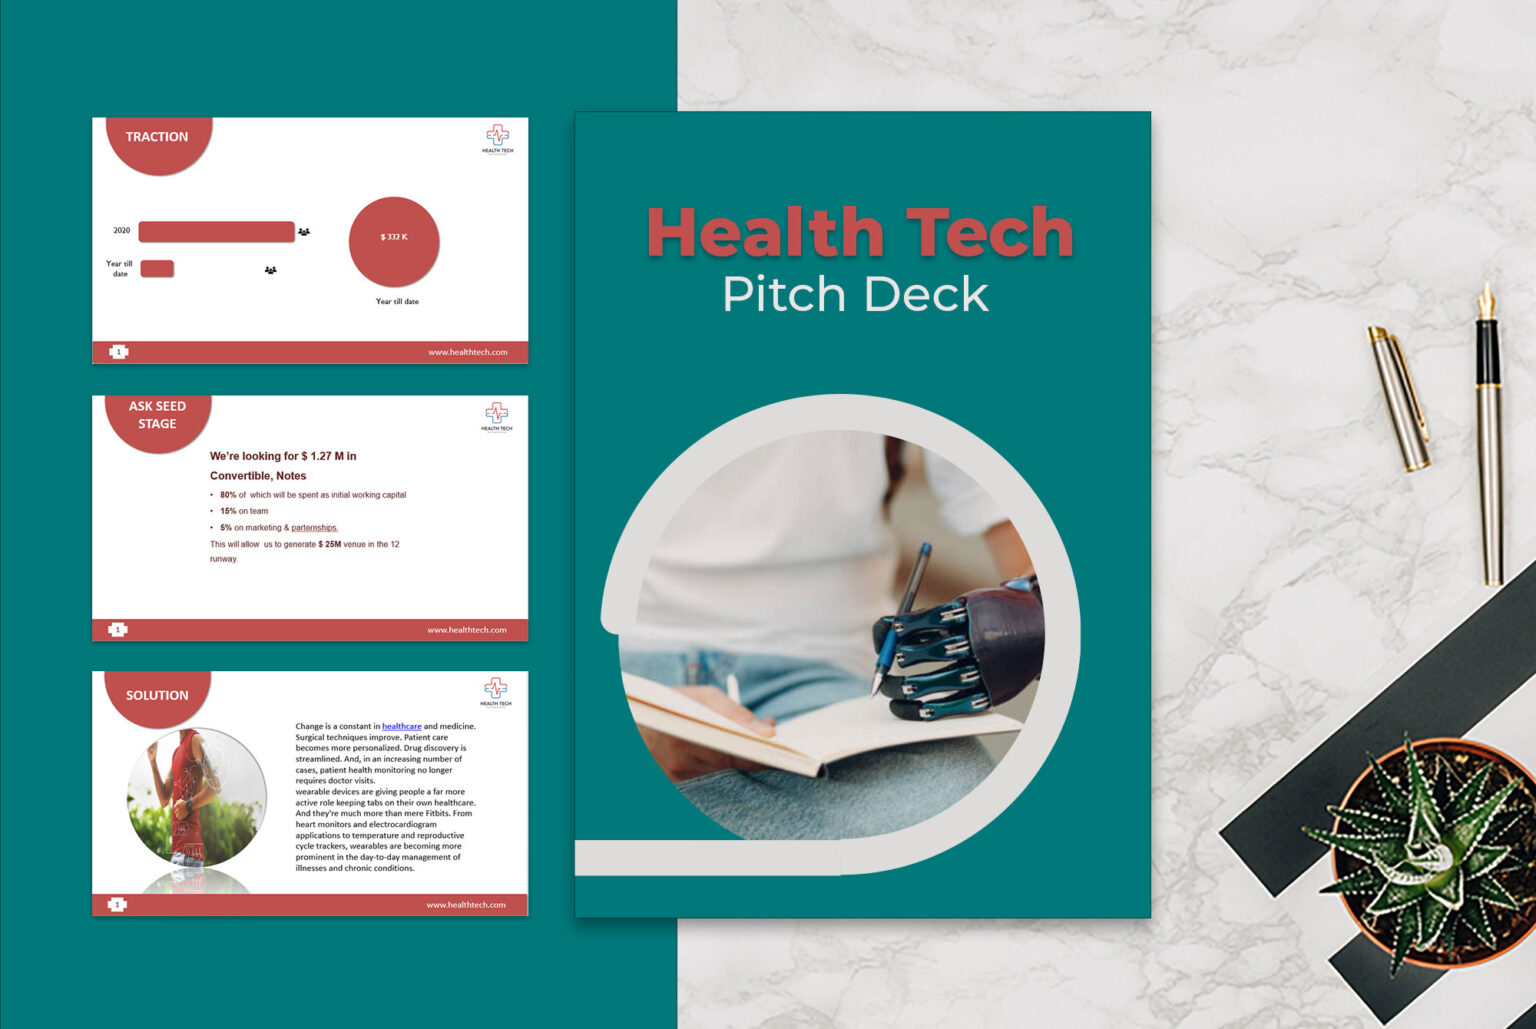 TRACTION
HEALTH TECH
2020
Year till
date
$ 332 K
Year till date
1
www.healthtech.com
ASK SEED
STAGE
HEALTH TECH
We're looking for $ 1.27 M in
Convertible, Notes
• 80% of which will be spent as initial working capital
• 15% on team
• 5% on marketing & parternships.
This will allow us to generate $ 25M venue in the 12
runway.
1
www.healthtech.com
SOLUTION
HEALTH TECH
Change is a constant in healthcare and medicine.
Surgical techniques improve. Patient care
becomes more personalized. Drug discovery is
streamlined. And, in an increasing number of
cases, patient health monitoring no longer
requires doctor visits.
wearable devices are giving people a far more
active role keeping tabs on their own healthcare.
And they're much more than mere Fitbits. From
heart monitors and electrocardiogram
applications to temperature and reproductive
cycle trackers, wearables are becoming more
prominent in the day-to-day management of
illnesses and chronic conditions.
1
www.healthtech.com
Health Tech
Pitch Deck